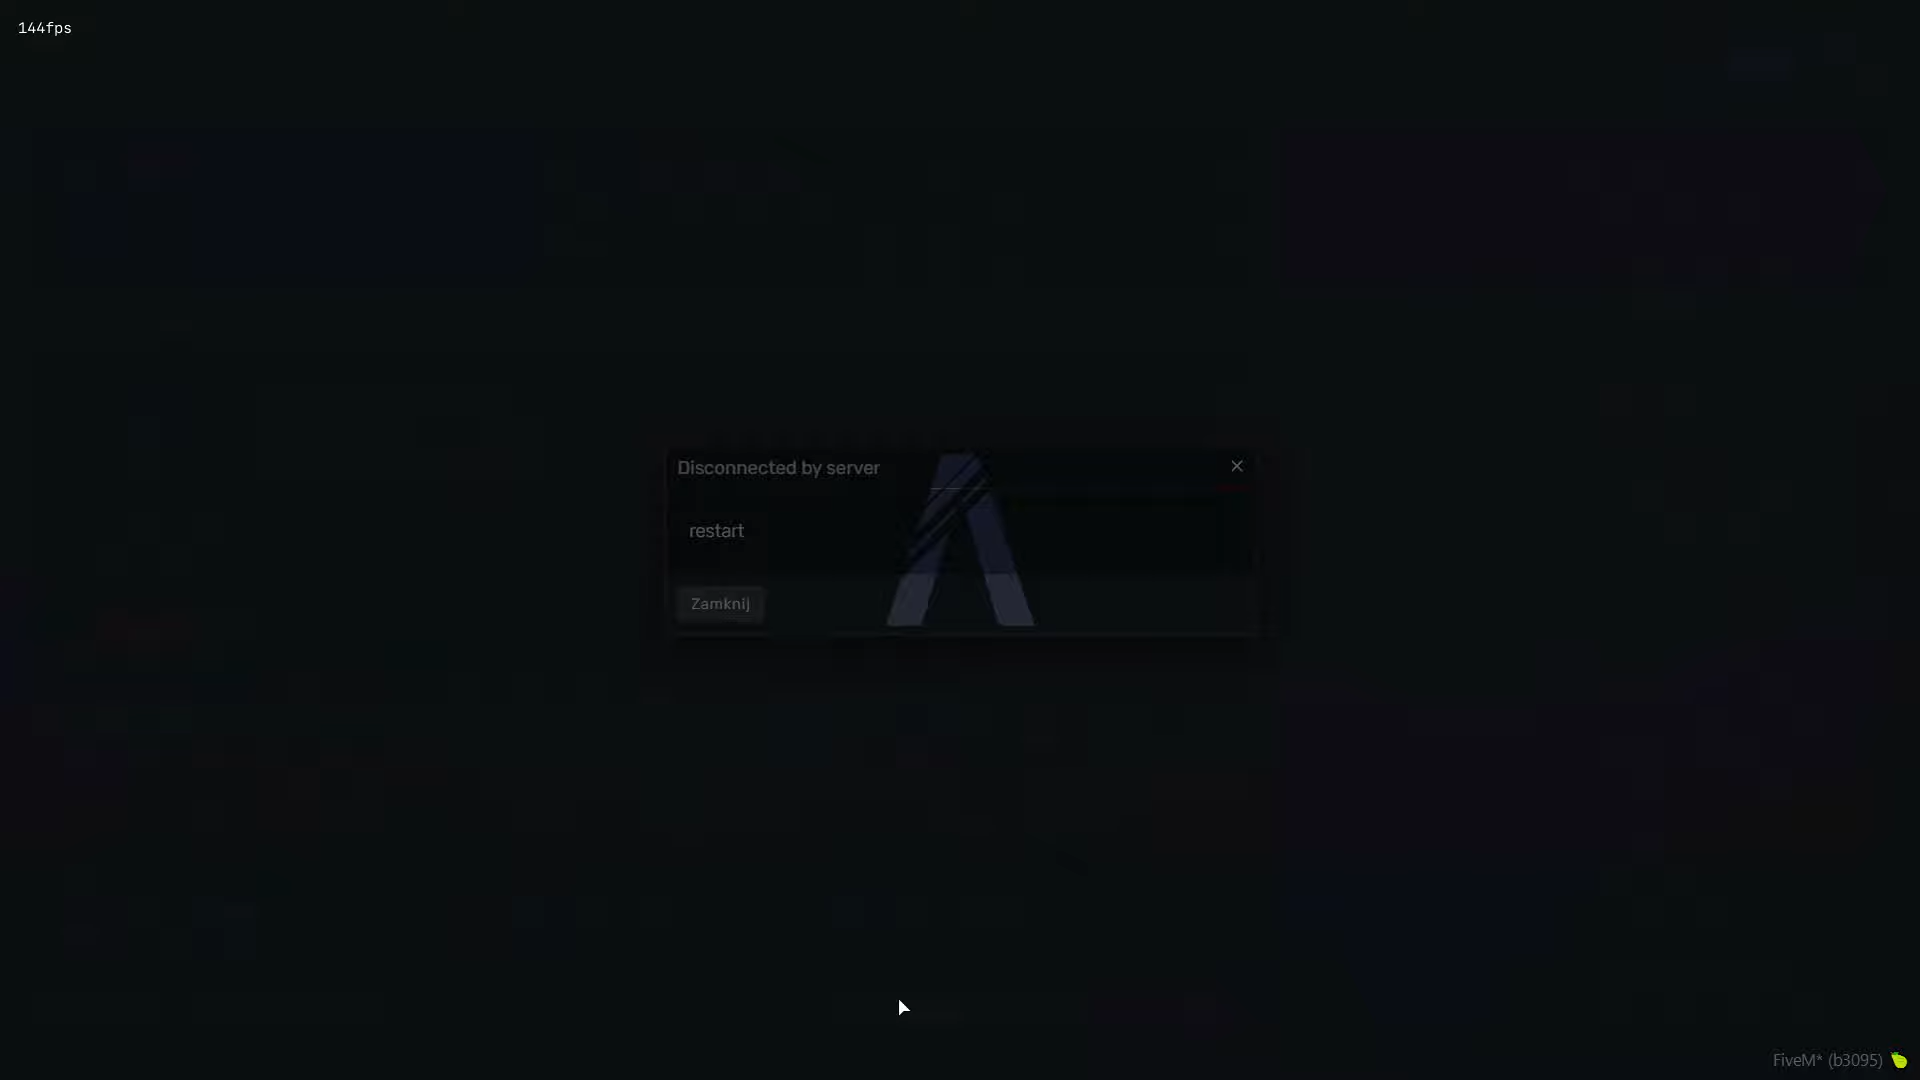 144fps
Disconnected by server
restart
Zamknij
FiveM* (b3095)